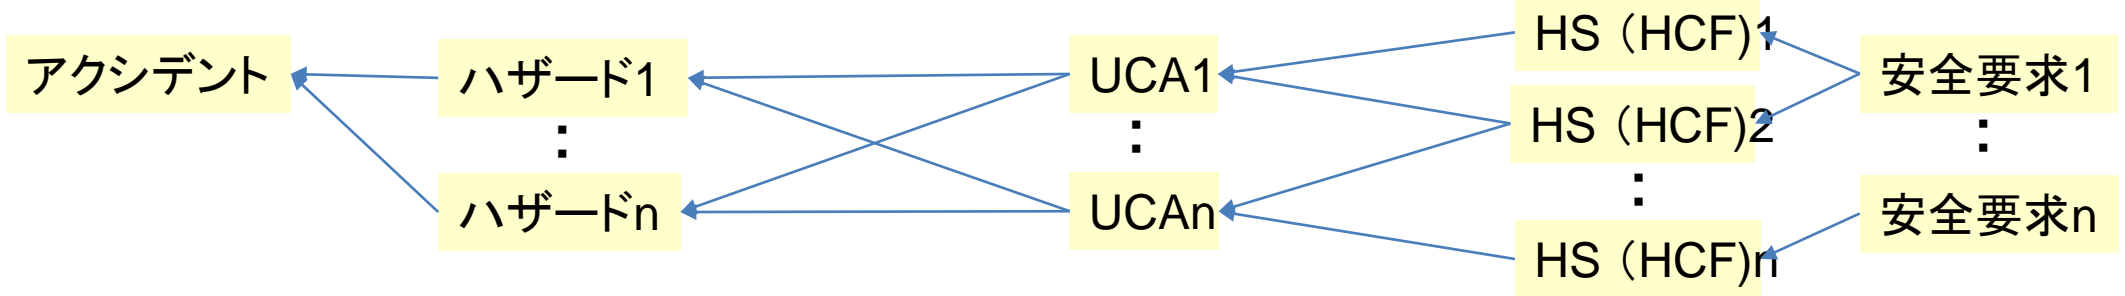 アクシデント
ハザード1
:
ハザードn
UCA1
:
UCAn
HS（HCF)1
HS（HCF)2
:
HS（HCF)n
安全要求1
:
安全要求n